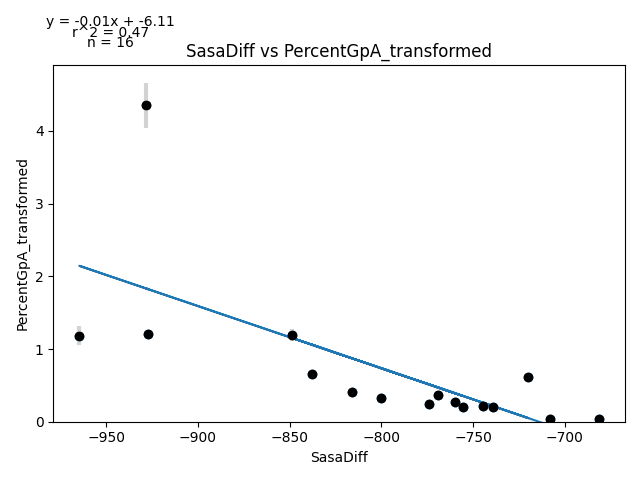 y = -0.01x + -6.11
r^2 = 0.47
n = 16
SasaDiff vs PercentGpA_transformed
PercentGpA_transformed
4
3
2
1
0
−950
−900
−850
−800
−750
−700
SasaDiff